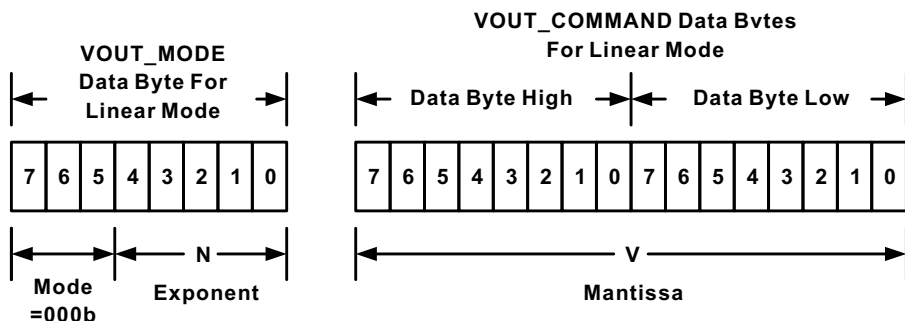 VOUT_COMMAND Data Bvtes
For Linear Mode
VOUT_MODE
Data Byte For
Linear Mode
Data Byte High
Data Byte Low
7 6 5 4 3 2 1 0
7 6 5 4 3 2 1 0 7 6 5 4 3 2 1 0
N
V
Mode
=000b
Exponent
Mantissa